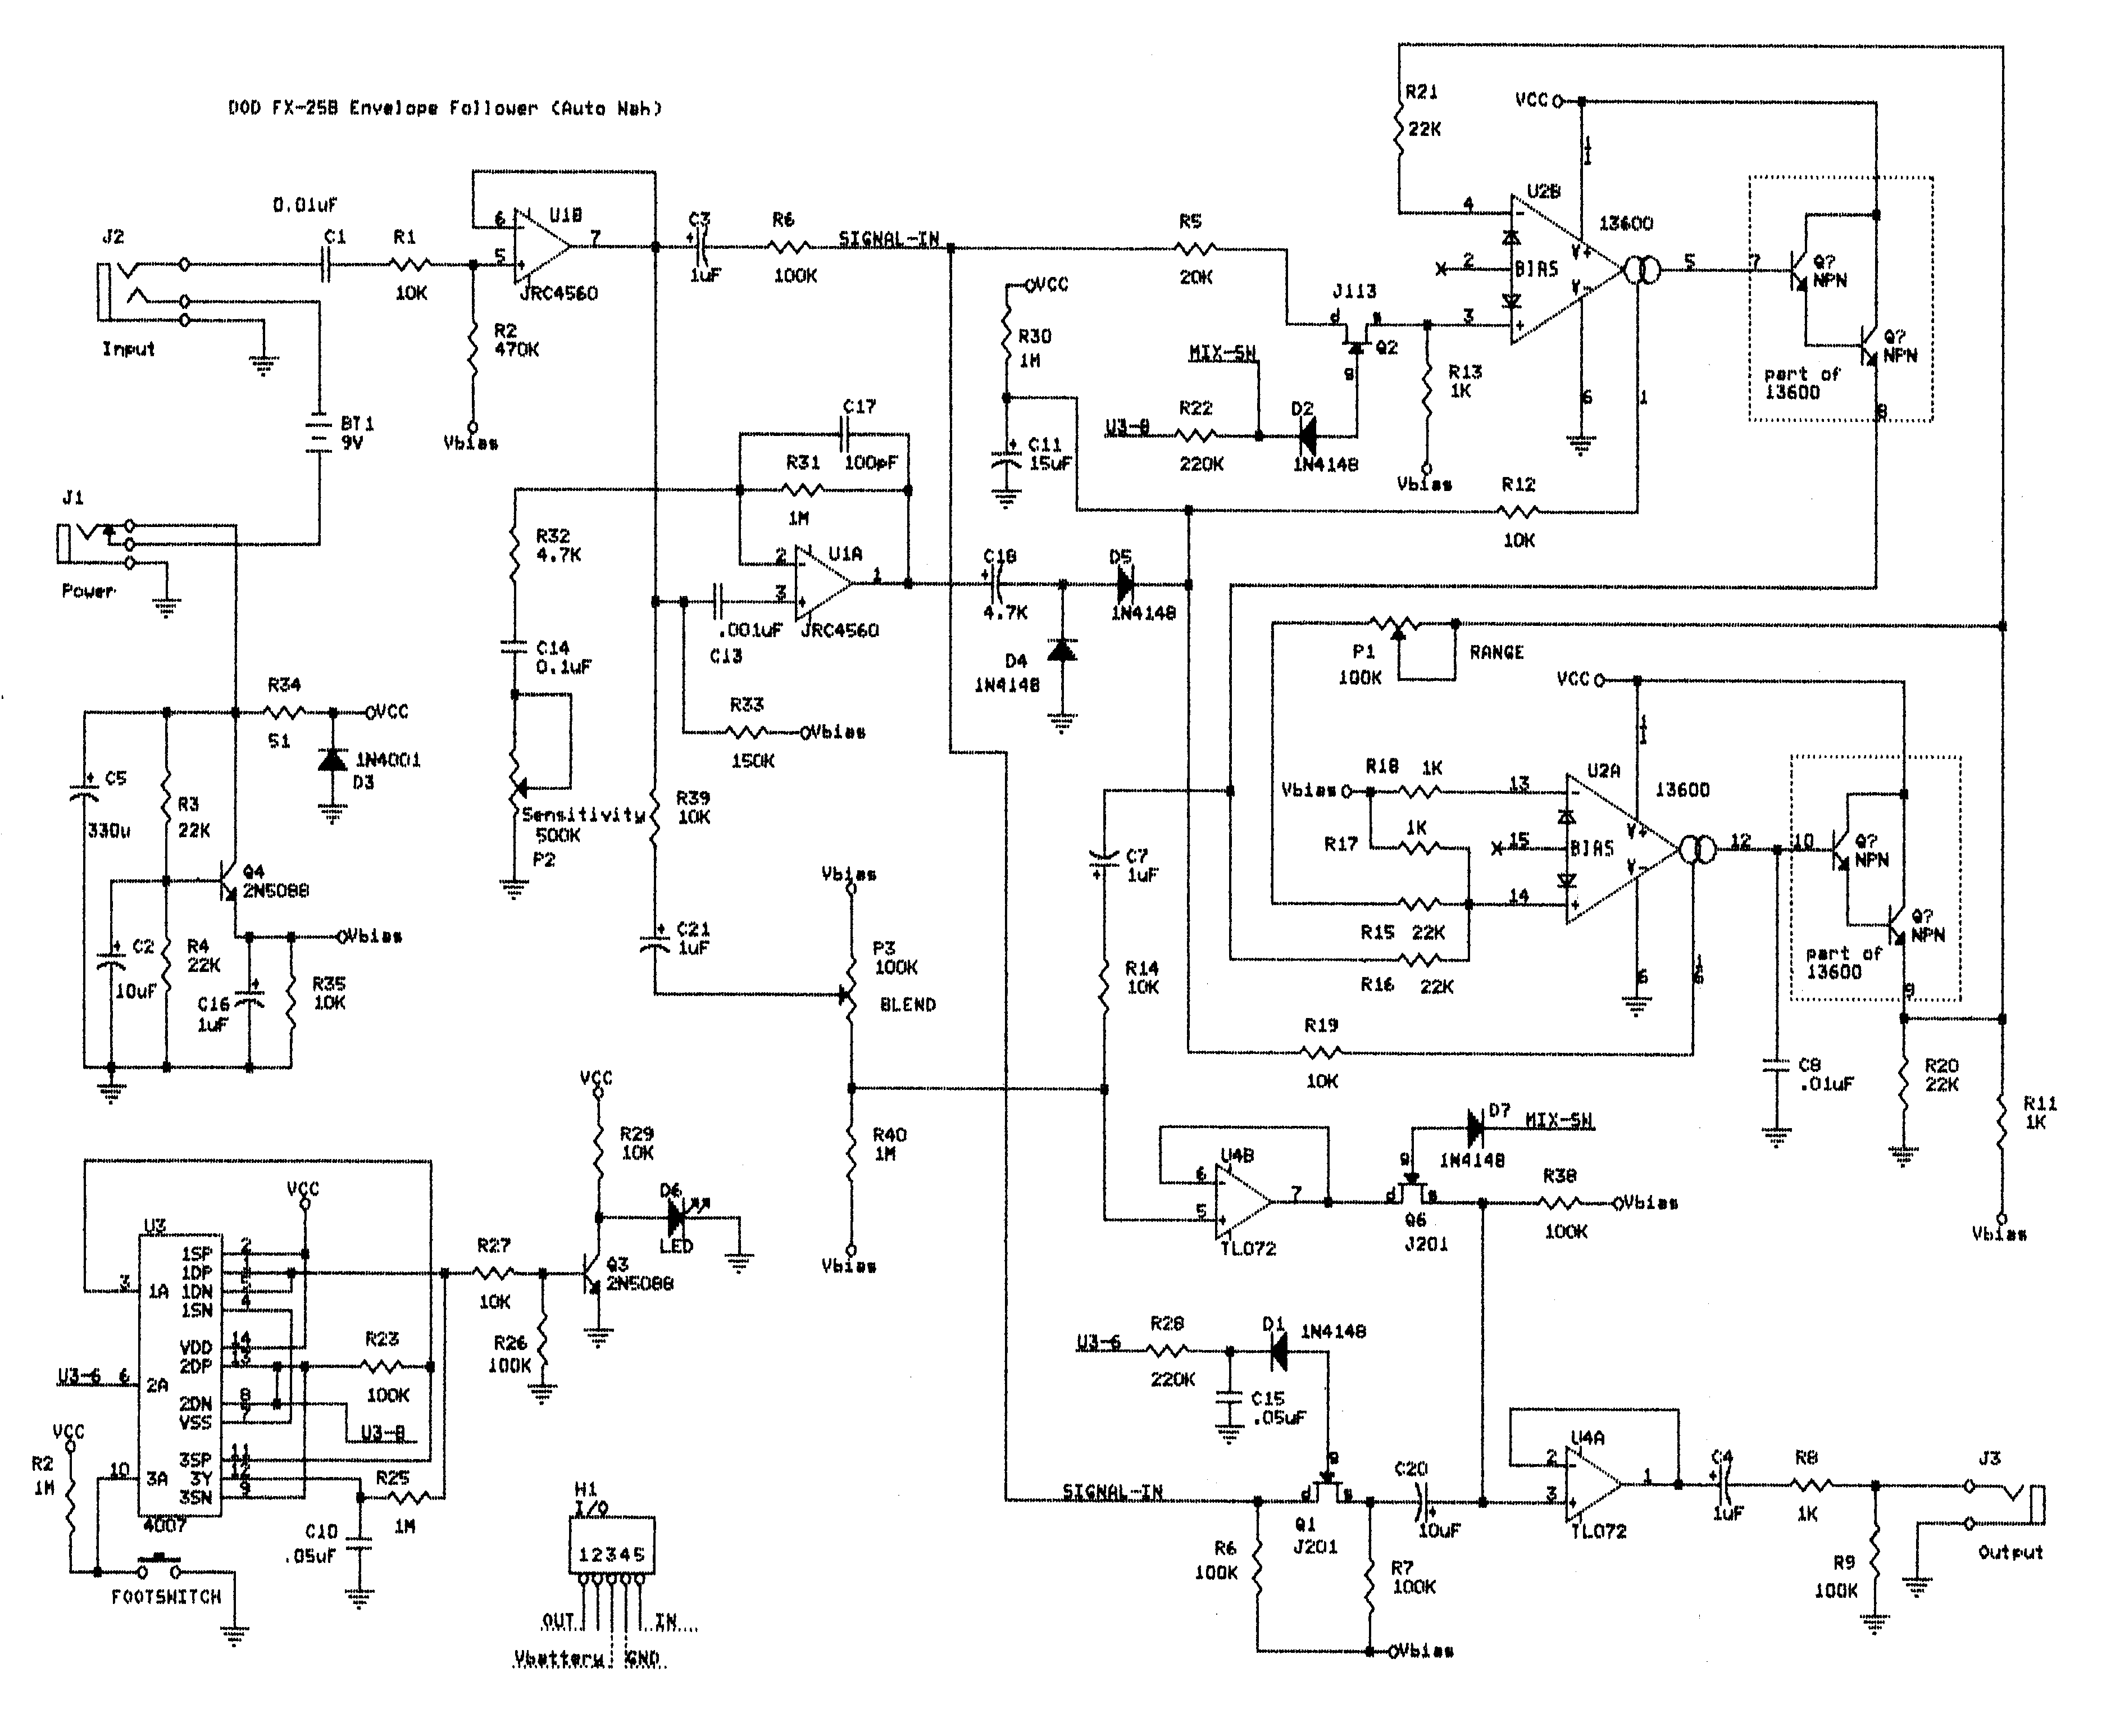 DOD FX-25B Envelope Follower (Auto Wah)
J2
Input
0.01uF
C1
R1
10K
6
5
U1B
7
JRC4560
R2
470K
Vbias
BT1
9V
J1
Power
C3
1uF
R6
100K
SIGNAL-IN
R5
20K
R21
22K
VCC
11
U2B
13600
4
2
BIAS
3
V+
V-
5
7
6
1
Q?
NPN
Q?
NPN
part of
13600
8
J113
d
s
g
Q2
MIX-SW
R22
220K
U3-8
D2
1N4148
R13
1K
Vbias
VCC
R30
1M
C11
15uF
R12
10K
C17
100pF
R31
1M
R32
4.7K
2
3
U1A
1
JRC4560
.001uF
C13
C14
0.1uF
R33
150K
Vbias
Sensitivity
500K
P2
C18
4.7K
D5
1N4148
D4
1N4148
P1
100K
RANGE
R34
51
VCC
1N4001
D3
C5
330u
R3
22K
Q4
2N5088
Vbias
C2
10uF
R4
22K
C16
1uF
R35
10K
R39
10K
C21
1uF
Vbias
P3
100K
BLEND
R40
1M
Vbias
C7
1uF
R14
10K
VCC
11
U2A
13600
Vbias
R18
1K
13
R17
1K
15
BIAS
14
R15
22K
R16
22K
V+
V-
12
10
6
16
Q?
NPN
Q?
NPN
part of
13600
9
R19
10K
C8
.01uF
R20
22K
R11
1K
Vbias
VCC
R29
10K
D6
LED
R27
10K
Q3
2N5088
R26
100K
VCC
U3
3
1A
1SP
2
1DP
1
1DN
5
1SN
4
VDD
14
2DP
13
U3-6
6
2A
2DN
8
VSS
7
U3-8
3SP
11
10
3A
3Y
12
3SN
9
4007
R23
100K
R25
1M
C10
.05uF
VCC
R2
1M
FOOTSWITCH
H1
I/O
12345
OUT
IN
Vbattery
GND
6
5
U4B
7
TL072
d
s
g
Q6
J201
D7
1N4148
MIX-SW
R38
100K
Vbias
U3-6
R28
220K
D1
1N4148
C15
.05uF
SIGNAL-IN
d
s
g
Q1
J201
R6
100K
R7
100K
Vbias
C20
10uF
2
3
U4A
1
TL072
C4
1uF
R8
1K
R9
100K
J3
Output